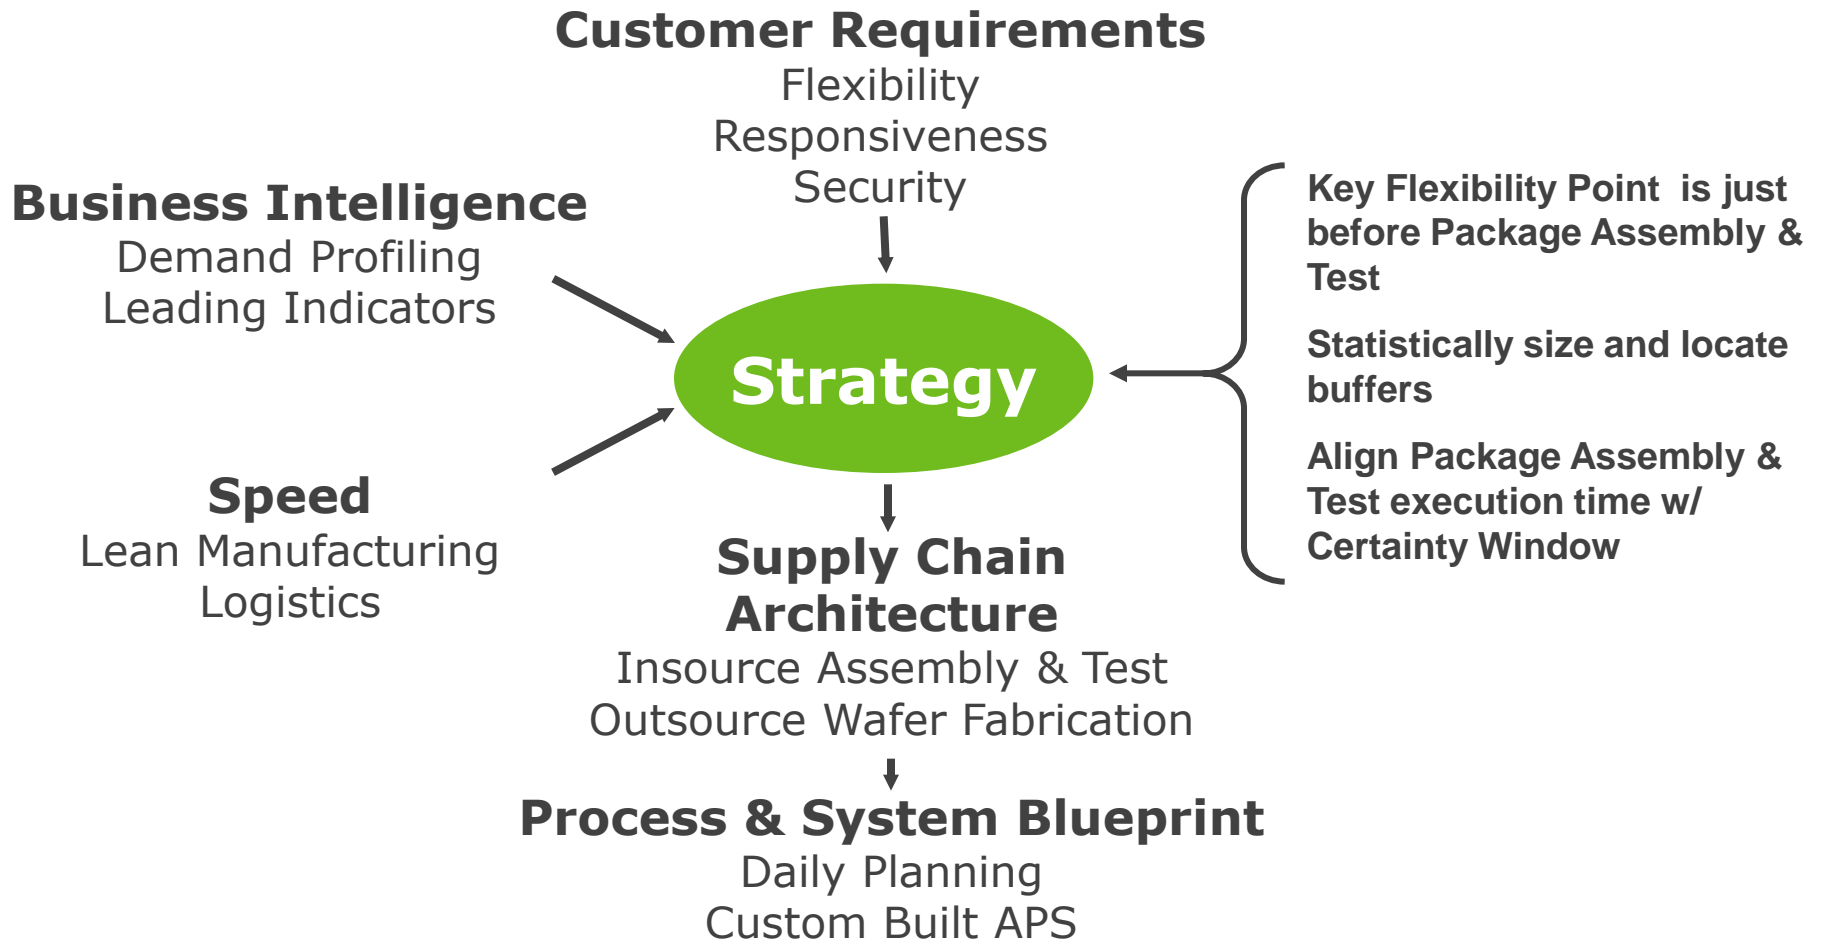 Customer Requirements
Flexibility
Responsiveness
Security
Business Intelligence
Demand Profiling
Leading Indicators
Speed
Lean Manufacturing
Logistics
Strategy
Key Flexibility Point  is just
before Package Assembly &
Test
Statistically size and locate
buffers
Align Package Assembly &
Test execution time w/
Certainty Window
Supply Chain
Architecture
Insource Assembly & Test
Outsource Wafer Fabrication
Process & System Blueprint
Daily Planning
Custom Built APS